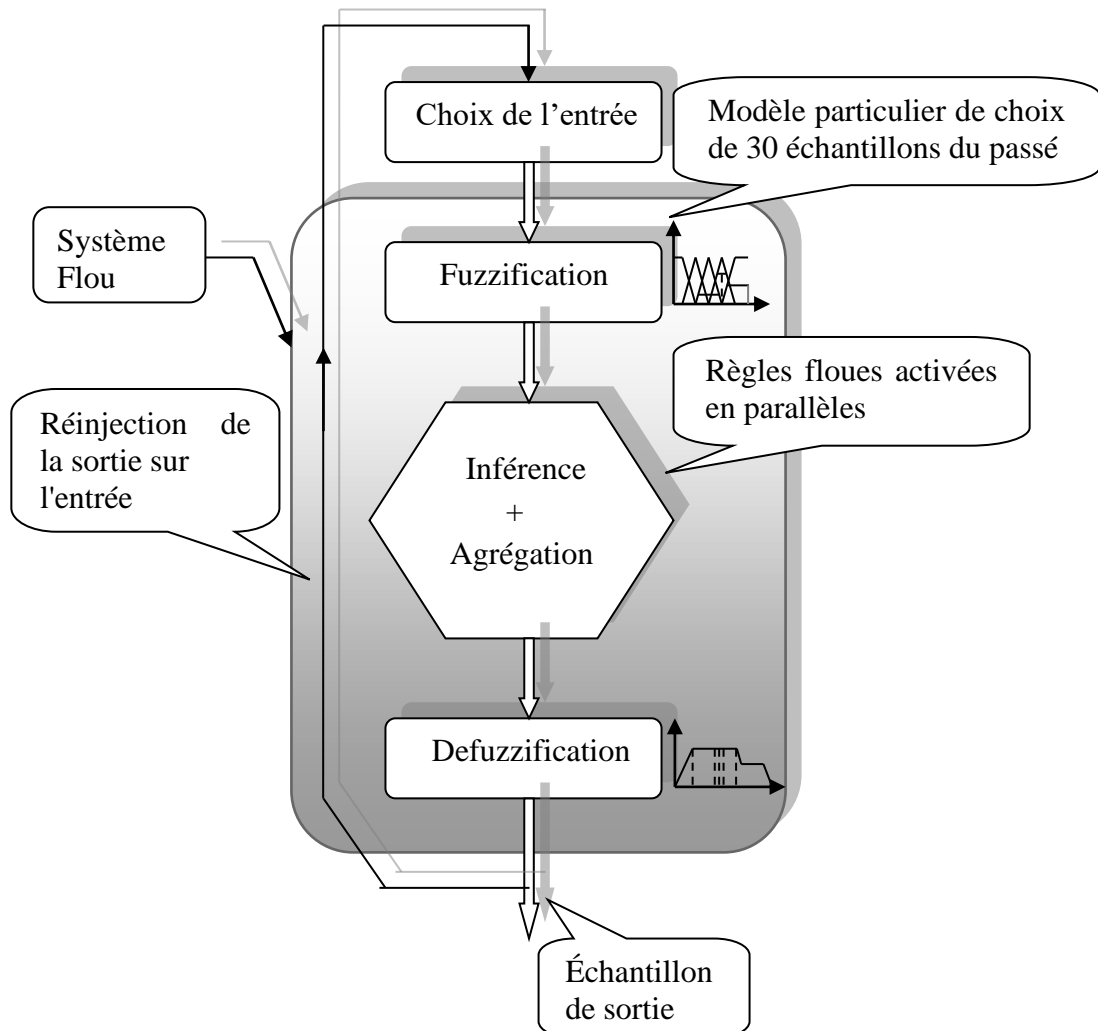 Choix de l’entrée
Modèle particulier de choix
de 30 échantillons du passé
Système
Flou
Fuzzification
Règles floues activées
en parallèles
Réinjection de
la sortie sur
l'entrée
Inférence
+
Agrégation
Defuzzification
Échantillon
de sortie